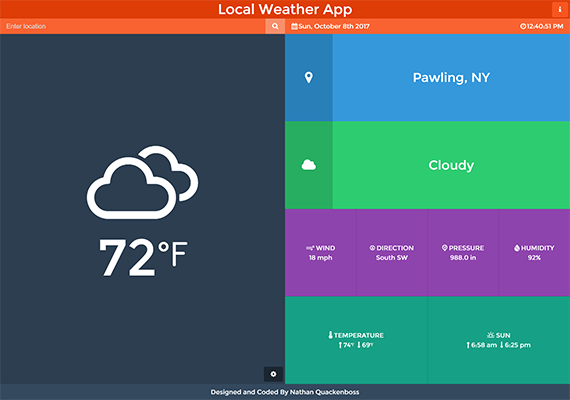 Local Weather App
Enter location
Sun, October 8th 2017
12:40:51 PM
72°F
Pawling, NY
Cloudy
WIND
18 mph
DIRECTION
South SW
PRESSURE
988.0 in
HUMIDITY
92%
TEMPERATURE
74°F 69°F
SUN
6:58 am 6:25 pm
Designed and Coded By Nathan Quackenboss